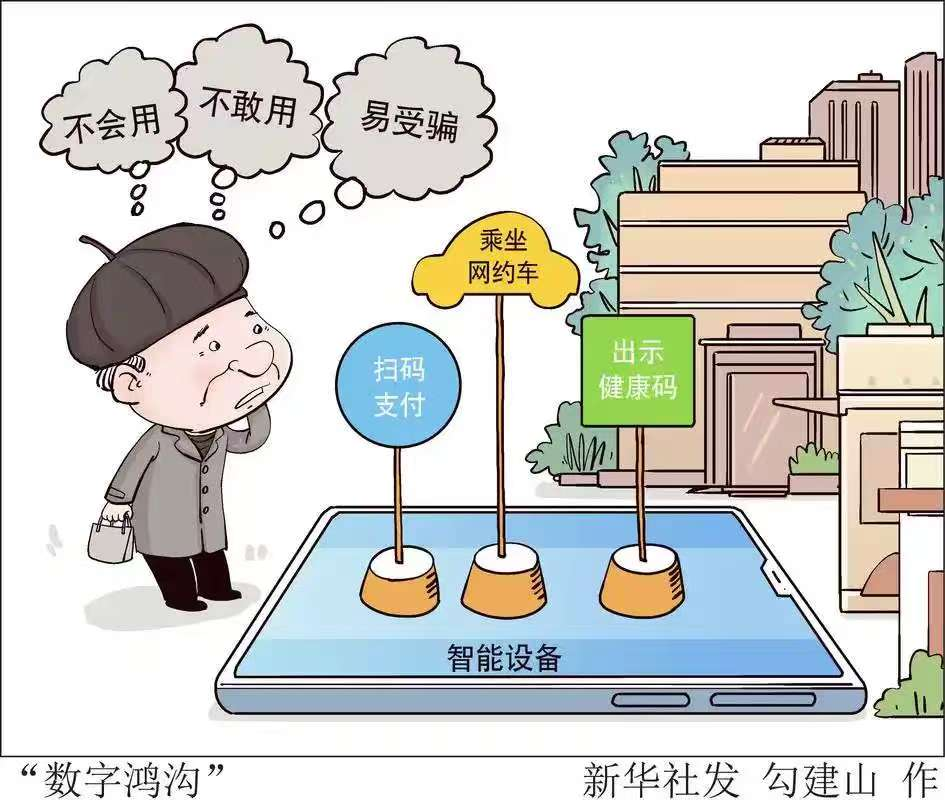 不会用
不敢用
易受骗
乘坐
网约车
扫码
支付
出示
健康码
智能设备
“数字鸿沟”
新华社发 勾建山 作